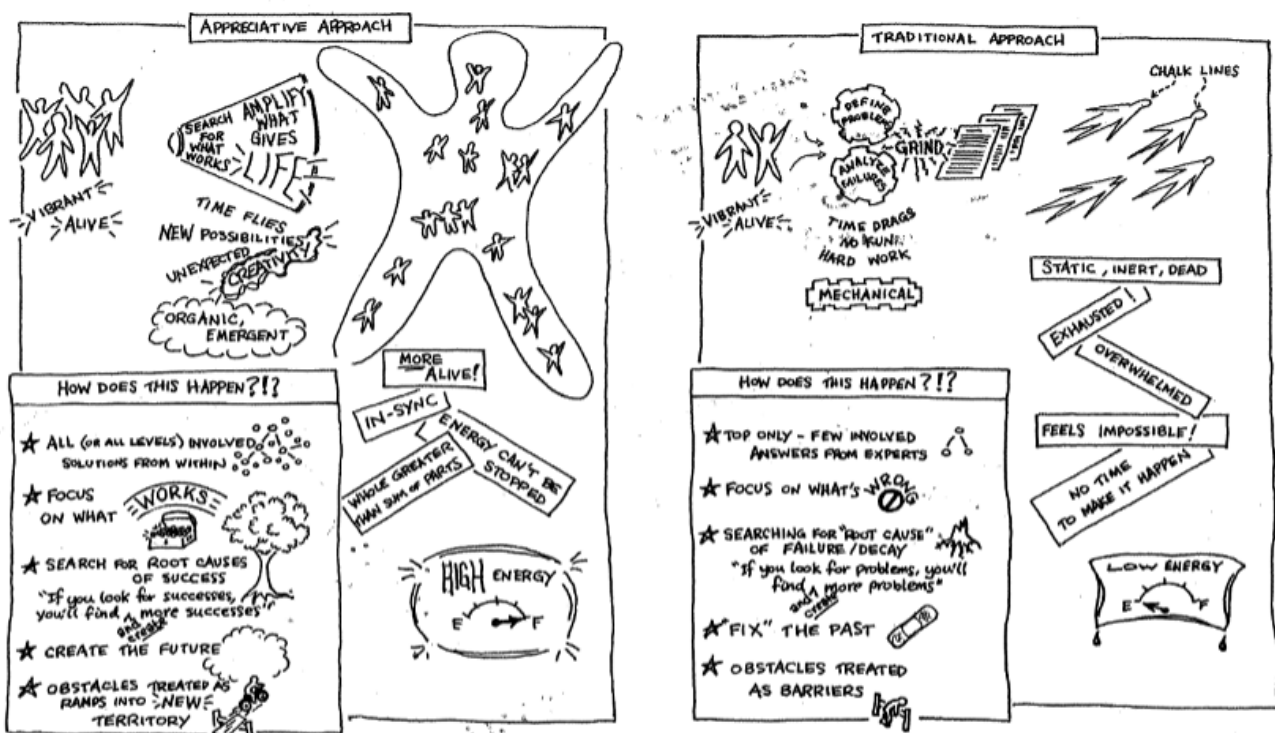 APPRECIATIVE APPROACH
SEARCH
FOR
WHAT
WORKS
AMPLIFY
WHAT
GIVES
VIBRANT
ALIVE
TIME FLIES
NEW POSSIBILITIES
UNEXPECTED
CREATIVITY
ORGANIC,
EMERGENT
MORE
ALIVE!
IN-SYNC
ENERGY CAN'T BE
STOPPED
WHOLE GREATER
THAN SUM OF PARTS
HIGH ENERGY
E F
HOW DOES THIS HAPPEN?!?
ALL (OR ALL LEVELS) INVOLVED
SOLUTIONS FROM WITHIN
FOCUS
ON WHAT
WORKS
SEARCH FOR ROOT CAUSES
OF SUCCESS
"If you look for successes,
you'll find more successes"
and
create
CREATE THE FUTURE
OBSTACLES TREATED AS
RAMPS INTO NEW
TERRITORY
TRADITIONAL APPROACH
CHALK LINES
DEFINE
PROBLEM
ANALYZE
FAILURES
GRIND
VIBRANT
ALIVE
TIME DRAGS
NO FUN!
HARD WORK
MECHANICAL
STATIC, INERT, DEAD
EXHAUSTED!
OVERWHELMED
FEELS IMPOSSIBLE!
NO TIME
TO MAKE IT HAPPEN
LOW ENERGY
E F
HOW DOES THIS HAPPEN?!?
TOP ONLY - FEW INVOLVED
ANSWERS FROM EXPERTS
FOCUS ON WHAT'S WRONG
SEARCHING FOR "ROOT CAUSE"
OF FAILURE/DECAY
"If you look for problems, you'll
find more problems"
and
create
"FIX" THE PAST
OBSTACLES TREATED
AS BARRIERS